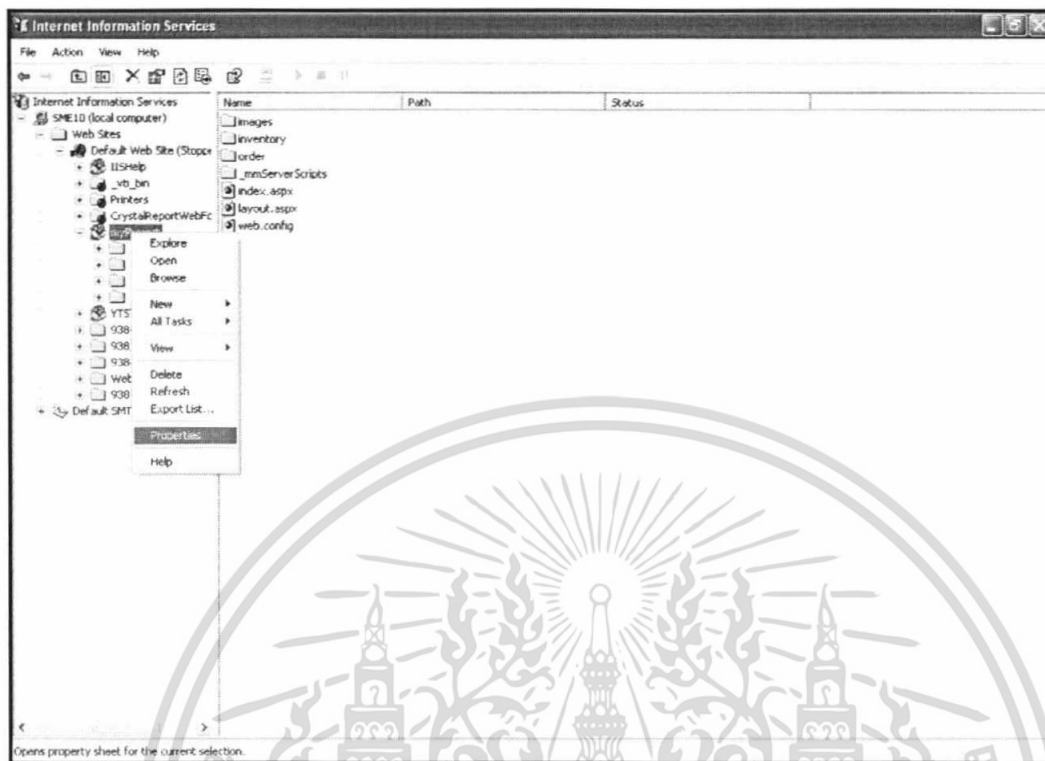 Internet Information Services
File Action View Help
Internet Information Services
Name Path Status
SME10 (local computer)
Web Sites
Default Web Site (Stoppe
IISHelp
_vb_bin
Printers
CrystalReportWebFo
YTS
938
938
938
Web
938
Default SMT
images
inventory
order
_mmServerScripts
index.aspx
layout.aspx
web.config
Explore
Open
Browse
New
All Tasks
View
Delete
Refresh
Export List...
Properties
Help
Opens property sheet for the current selection.